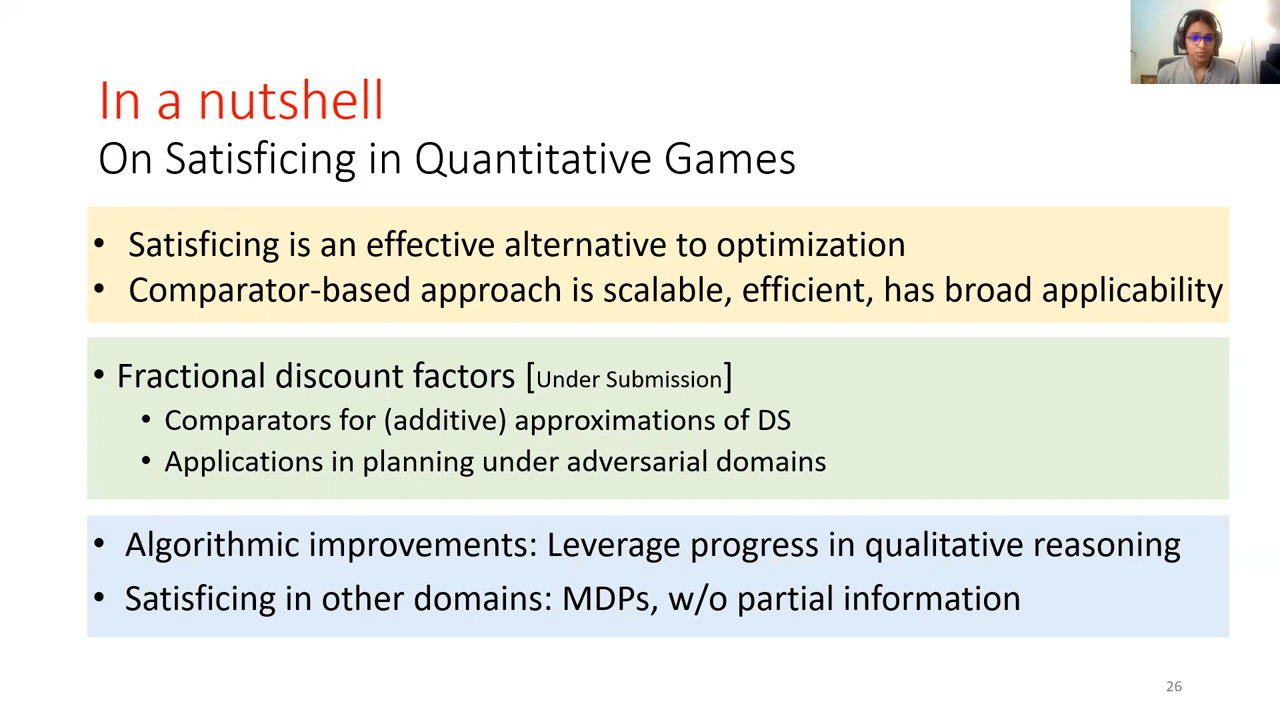 In a nutshell
On Satisficing in Quantitative Games
• Satisficing is an effective alternative to optimization
• Comparator-based approach is scalable, efficient, has broad applicability
• Fractional discount factors [Under Submission]
• Comparators for (additive) approximations of DS
• Applications in planning under adversarial domains
• Algorithmic improvements: Leverage progress in qualitative reasoning
• Satisficing in other domains: MDPs, w/o partial information
26